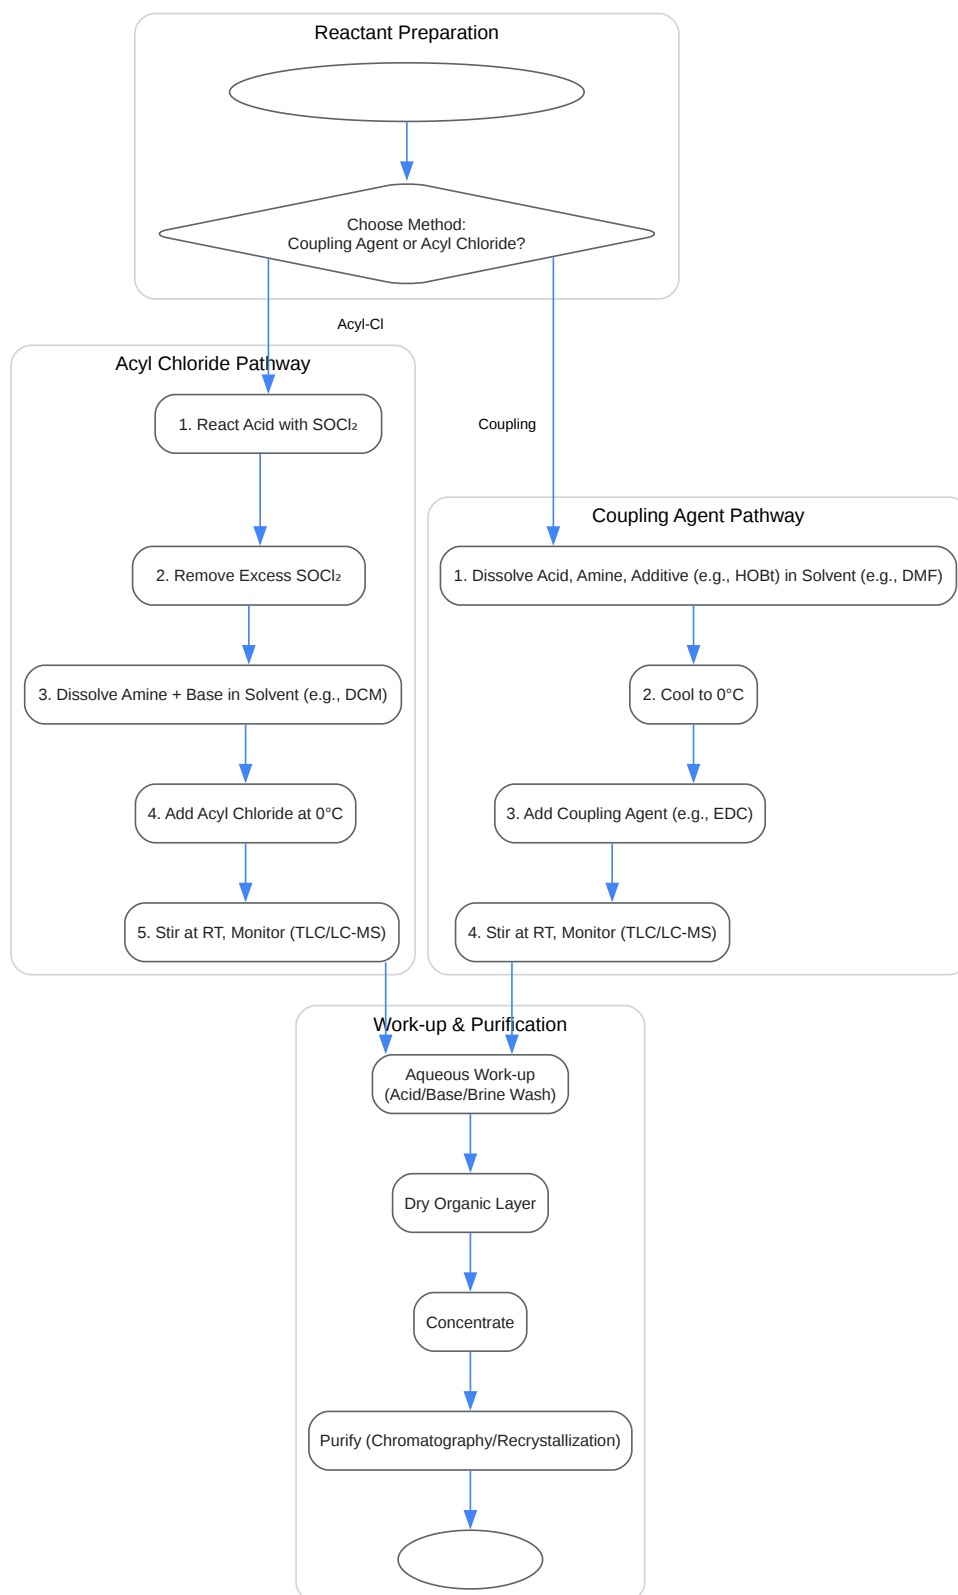 Reactant Preparation
Choose Method:
Coupling Agent or Acyl Chloride?
Acyl-Cl
Acyl Chloride Pathway
1. React Acid with SOCl₂
2. Remove Excess SOCl₂
3. Dissolve Amine + Base in Solvent (e.g., DCM)
4. Add Acyl Chloride at 0°C
5. Stir at RT, Monitor (TLC/LC-MS)
Coupling
Coupling Agent Pathway
1. Dissolve Acid, Amine, Additive (e.g., HOBt) in Solvent (e.g., DMF)
2. Cool to 0°C
3. Add Coupling Agent (e.g., EDC)
4. Stir at RT, Monitor (TLC/LC-MS)
Work-up & Purification
Aqueous Work-up
(Acid/Base/Brine Wash)
Dry Organic Layer
Concentrate
Purify (Chromatography/Recrystallization)